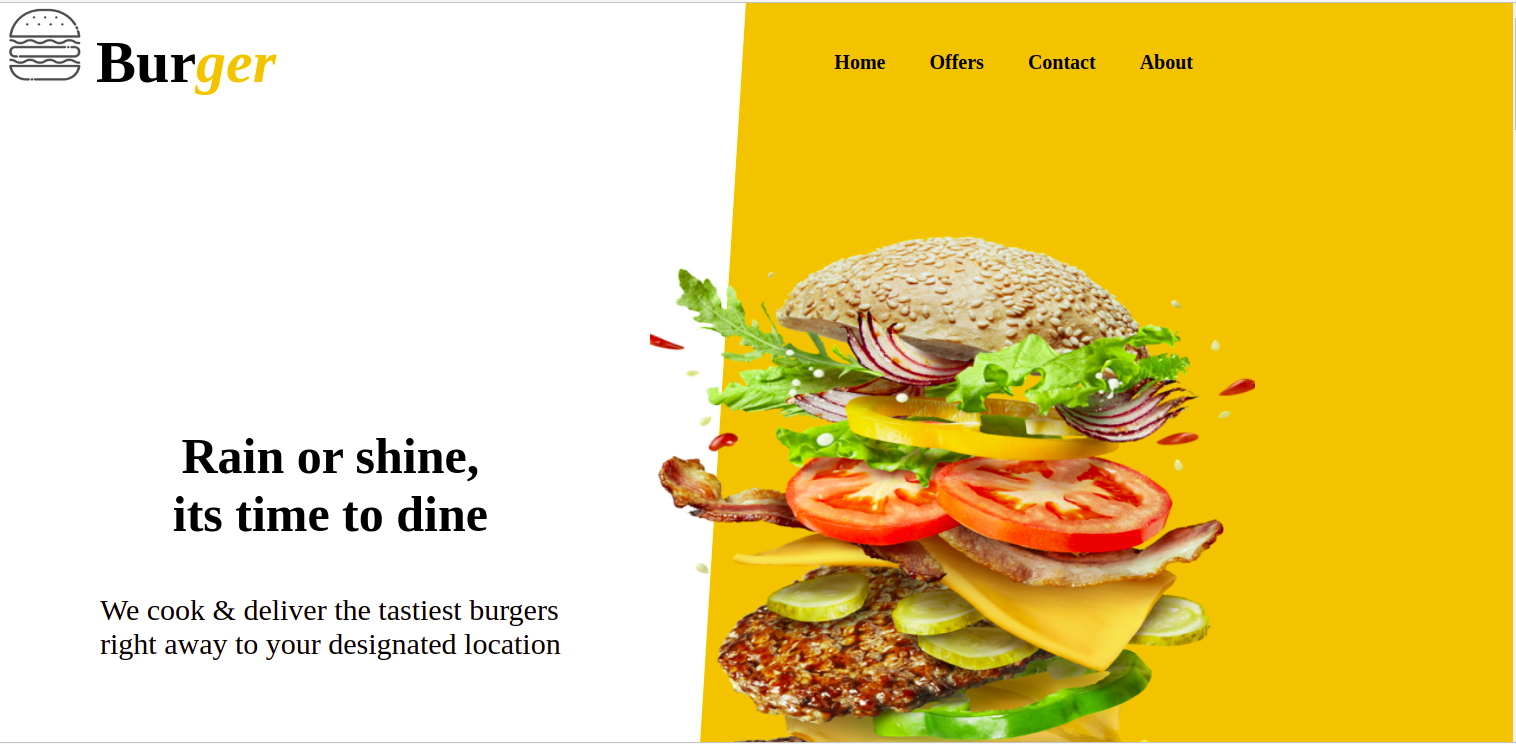 Burger
Home Offers Contact About
Rain or shine,
its time to dine
We cook & deliver the tastiest burgers
right away to your designated location